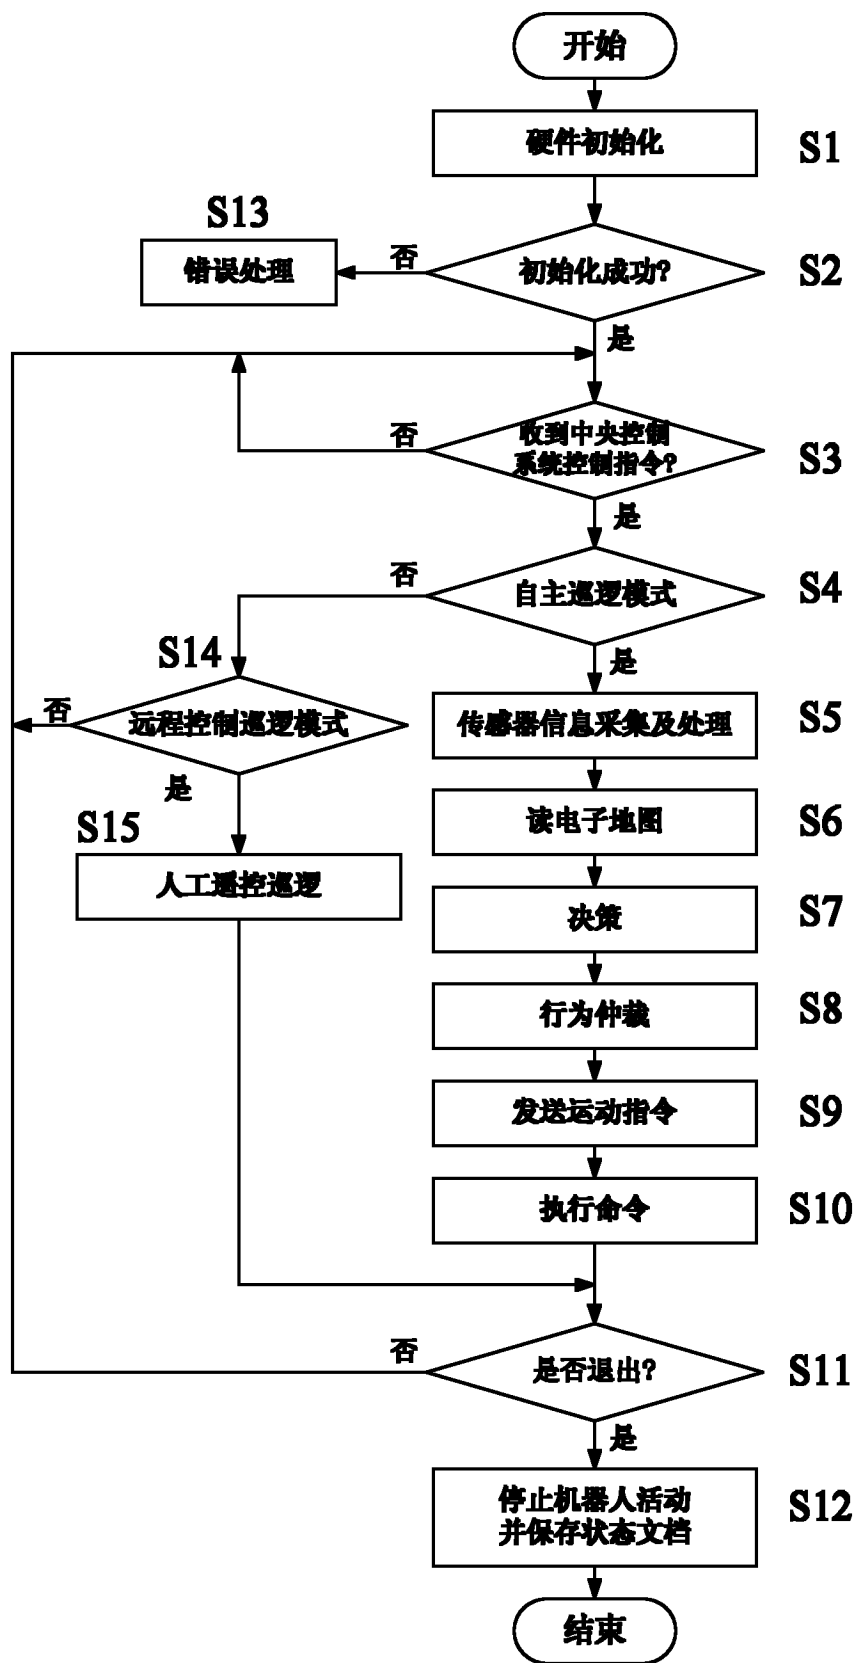 开始
硬件初始化
S1
S13
错误处理
否
初始化成功?
S2
是
否
收到中央控制
系统控制指令?
S3
是
否
自主巡逻模式
S4
是
S14
否
远程控制巡逻模式
传感器信息采集及处理
S5
是
读电子地图
S6
S15
人工遥控巡逻
决策
S7
行为仲裁
S8
发送运动指令
S9
执行命令
S10
否
是否退出?
S11
是
停止机器人活动
并保存状态文档
S12
结束